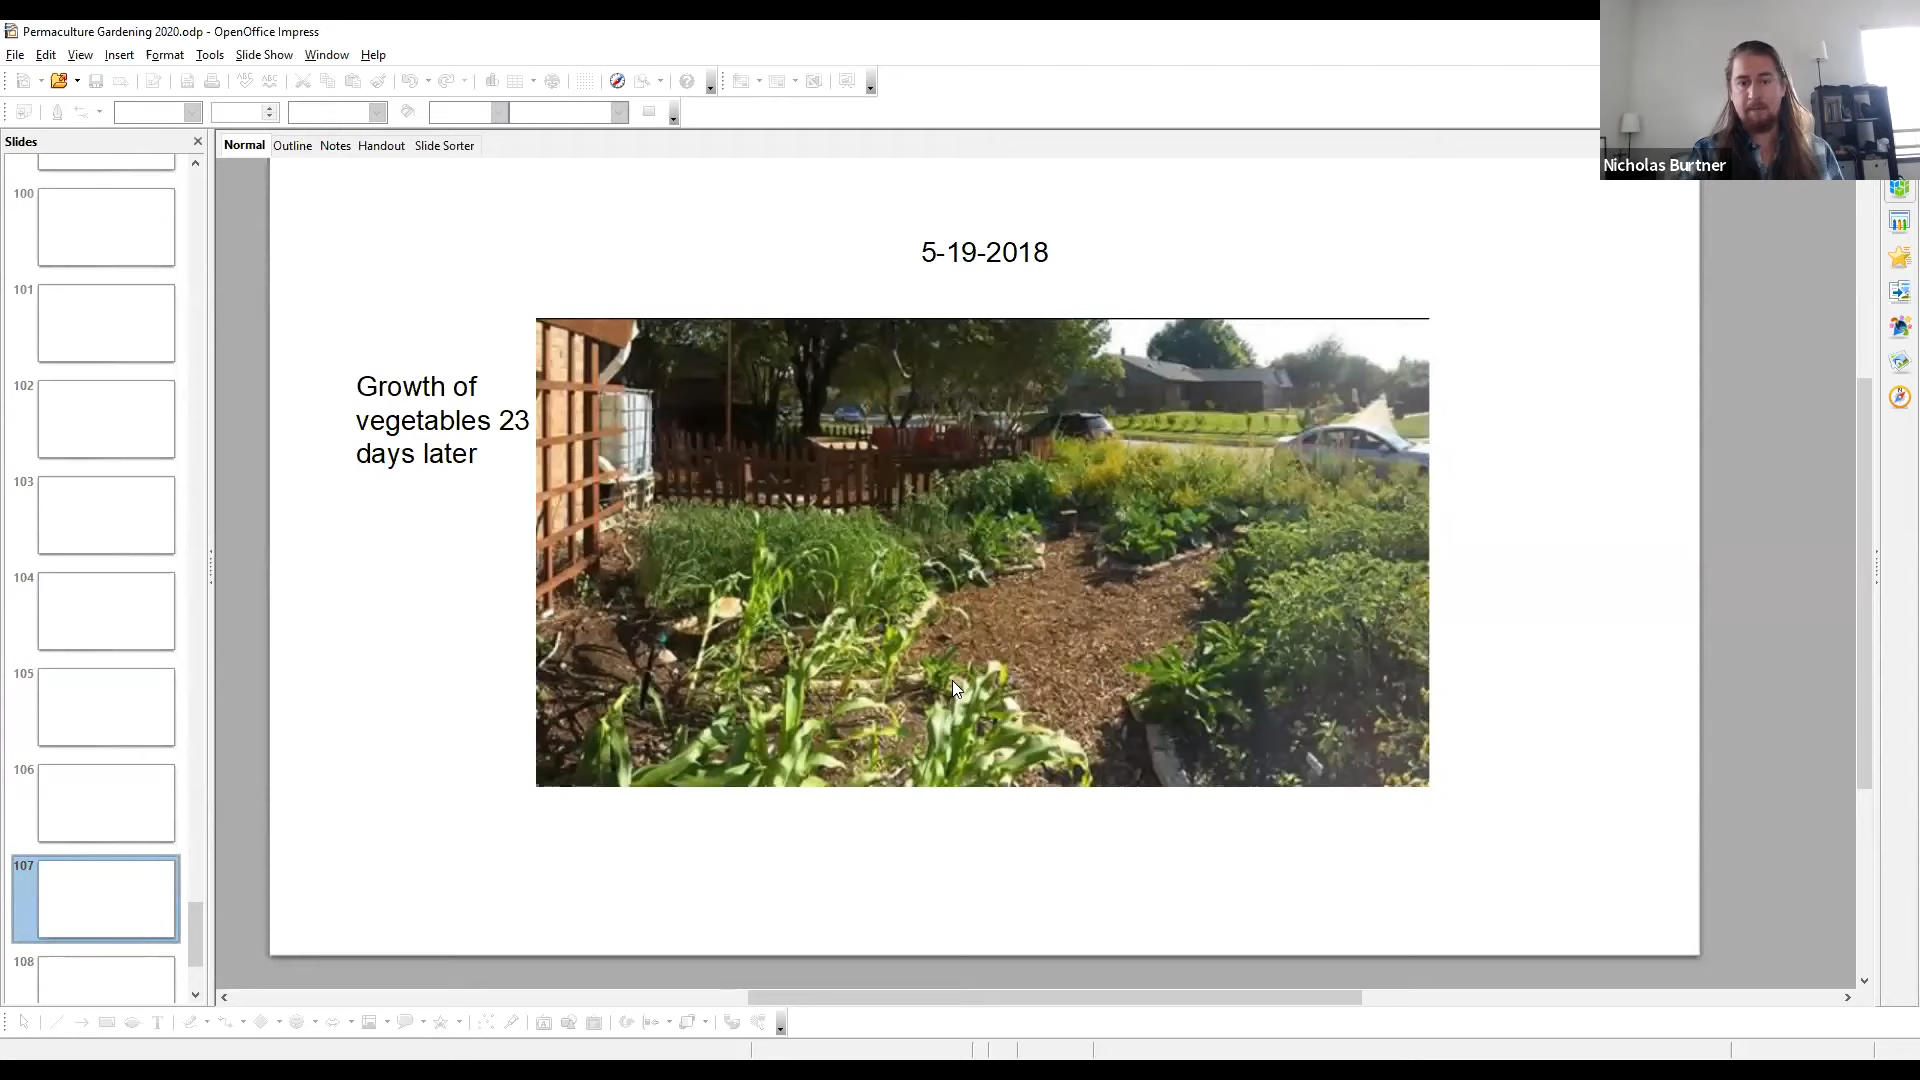 Permaculture Gardening 2020.odp - OpenOffice Impress
File Edit View Insert Format Tools Slide Show Window Help
Slides
Normal Outline Notes Handout Slide Sorter
Nicholas Burtner
100
101
102
103
104
105
106
107
108
5-19-2018
Growth of
vegetables 23
days later